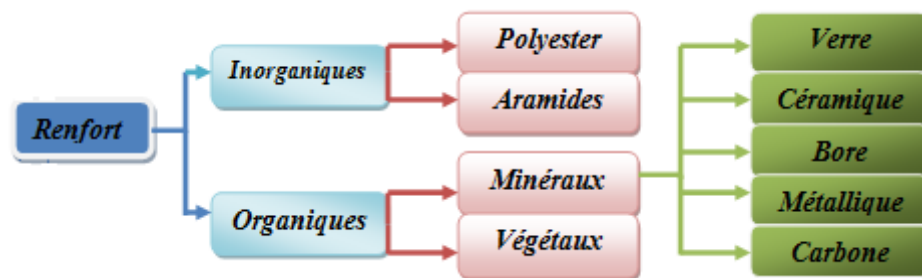 Renfort
Inorganiques
Organiques
Polyester
Aramides
Minéraux
Végétaux
Verre
Céramique
Bore
Métallique
Carbone